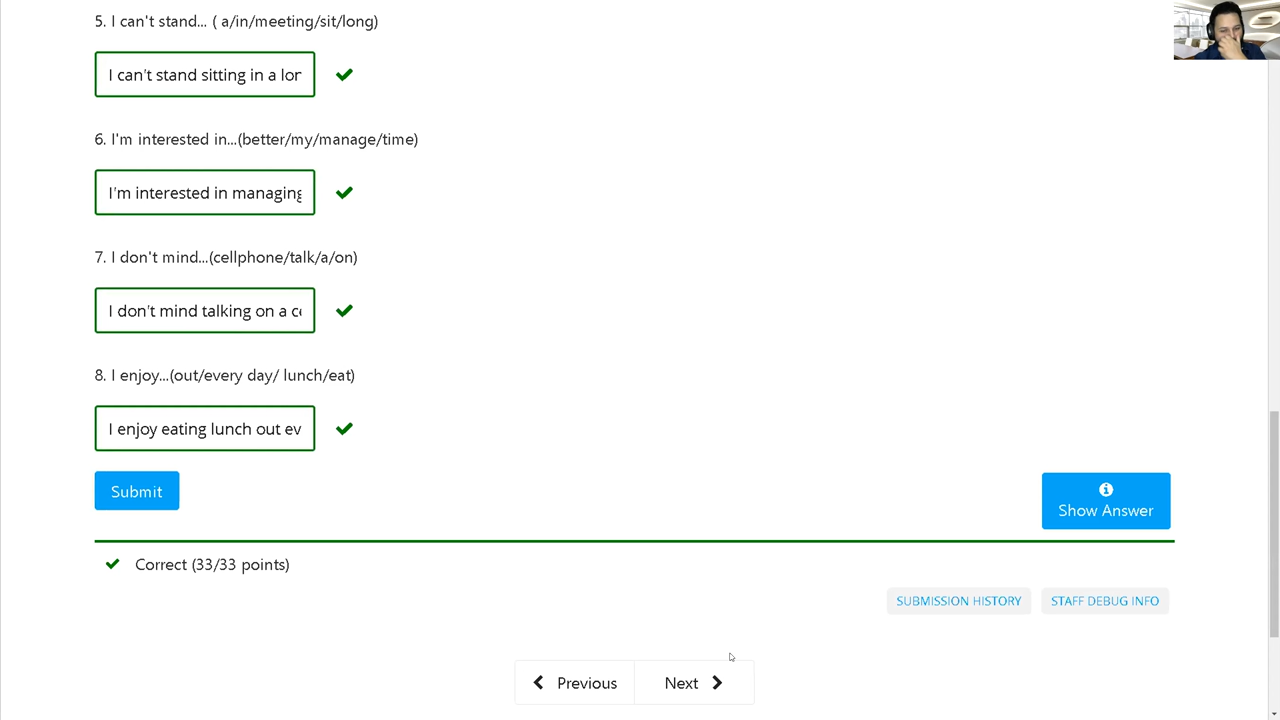 5. I can't stand... ( a/in/meeting/sit/long)
I can't stand sitting in a lon
6. I'm interested in...(better/my/manage/time)
I'm interested in managing
7. I don't mind...(cellphone/talk/a/on)
I don't mind talking on a ce
8. I enjoy...(out/every day/ lunch/eat)
I enjoy eating lunch out ev
Submit
Show Answer
Correct (33/33 points)
SUBMISSION HISTORY
STAFF DEBUG INFO
Previous
Next